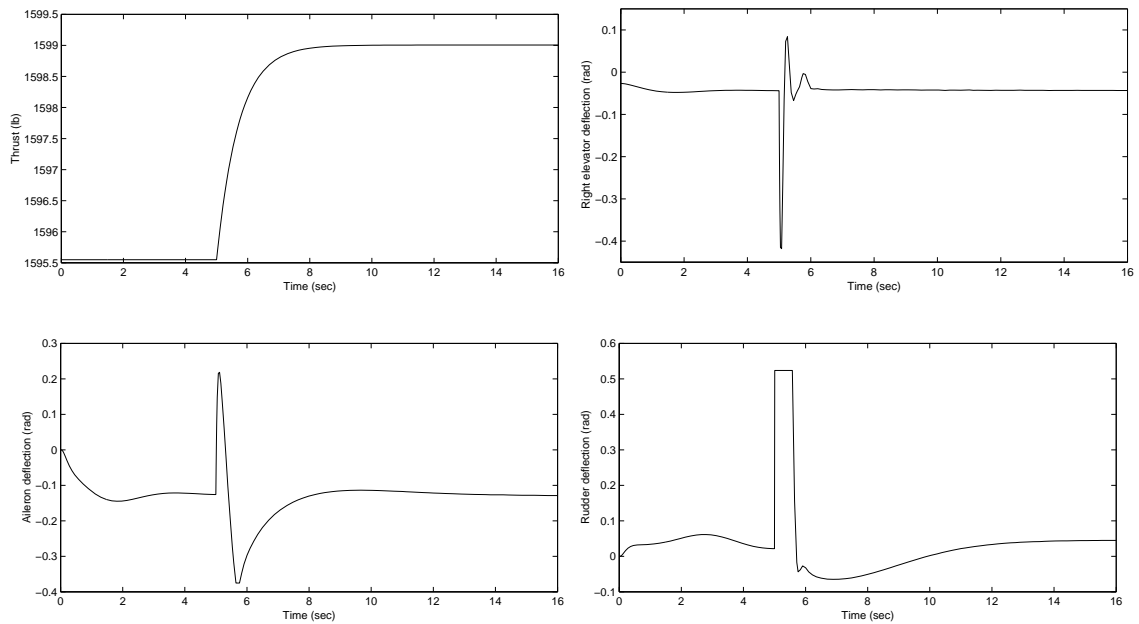 1599.5
1599
1598.5
1598
1597.5
1597
1596.5
1596
1595.5
Thrust (lb)
0 2 4 6 8 10 12 14 16
Time (sec)
0.1
0
−0.1
−0.2
−0.3
−0.4
Right elevator deflection (rad)
0 2 4 6 8 10 12 14 16
Time (sec)
0.3
0.2
0.1
0
−0.1
−0.2
−0.3
−0.4
Aileron deflection (rad)
0 2 4 6 8 10 12 14 16
Time (sec)
0.6
0.5
0.4
0.3
0.2
0.1
0
−0.1
Rudder deflection (rad)
0 2 4 6 8 10 12 14 16
Time (sec)